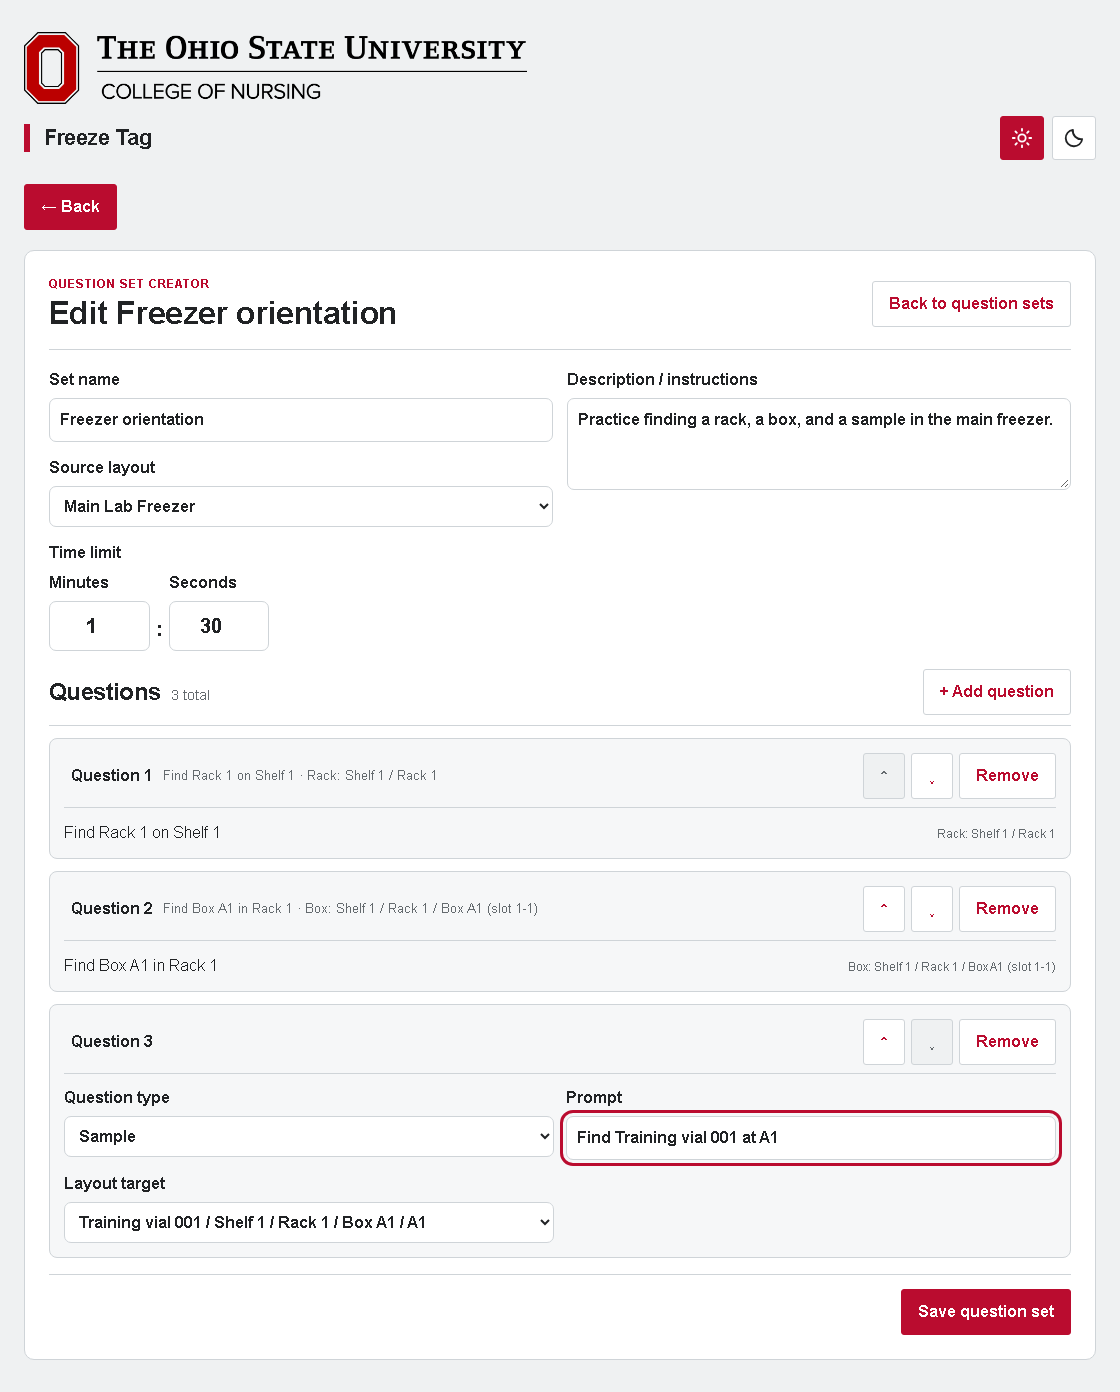 THE OHIO STATE UNIVERSITY
COLLEGE OF NURSING
Freeze Tag
← Back
QUESTION SET CREATOR
Edit Freezer orientation
Back to question sets
Set name
Freezer orientation
Description / instructions
Practice finding a rack, a box, and a sample in the main freezer.
Source layout
Main Lab Freezer
Time limit
Minutes Seconds
1 : 30
Questions 3 total
+ Add question
Question 1 Find Rack 1 on Shelf 1 · Rack: Shelf 1 / Rack 1
Remove
Find Rack 1 on Shelf 1
Rack: Shelf 1 / Rack 1
Question 2 Find Box A1 in Rack 1 · Box: Shelf 1 / Rack 1 / Box A1 (slot 1-1)
Remove
Find Box A1 in Rack 1
Box: Shelf 1 / Rack 1 / Box A1 (slot 1-1)
Question 3
Remove
Question type
Sample
Prompt
Find Training vial 001 at A1
Layout target
Training vial 001 / Shelf 1 / Rack 1 / Box A1 / A1
Save question set